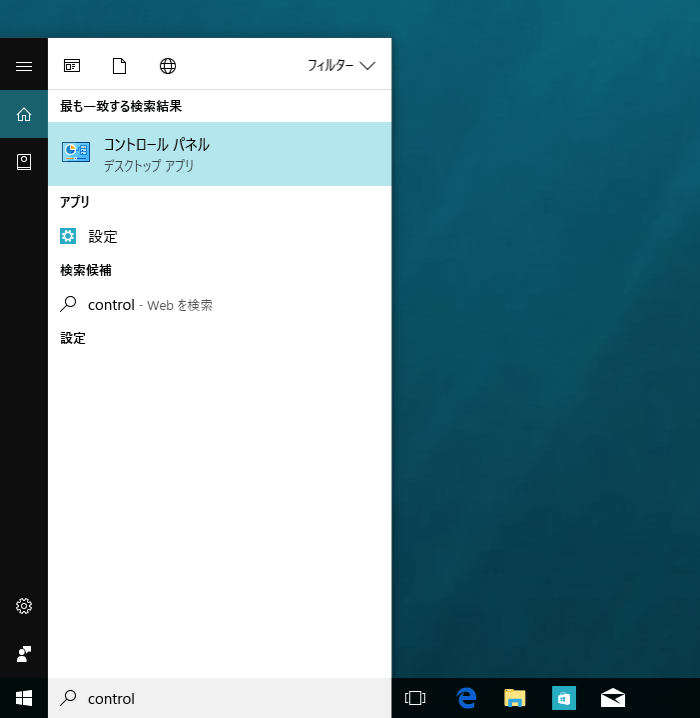 フィルター
最も一致する検索結果
コントロール パネル
デスクトップ アプリ
アプリ
設定
検索候補
control - Web を検索
設定
control